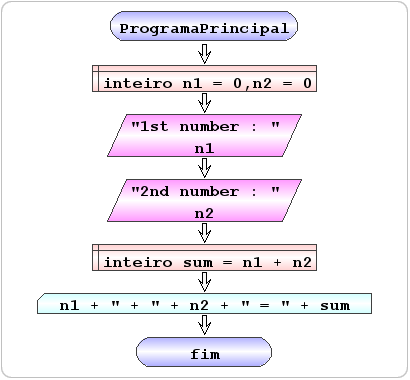 ProgramaPrincipal
inteiro n1 = 0,n2 = 0
"1st number : "
n1
"2nd number : "
n2
inteiro sum = n1 + n2
n1 + " + " + n2 + " = " + sum
fim